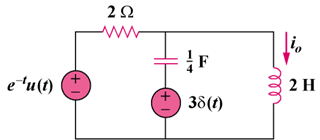 2 Ω
i_o
1/4 F
e^{-t}u(t)
+
−
+
−
3δ(t)
2 H